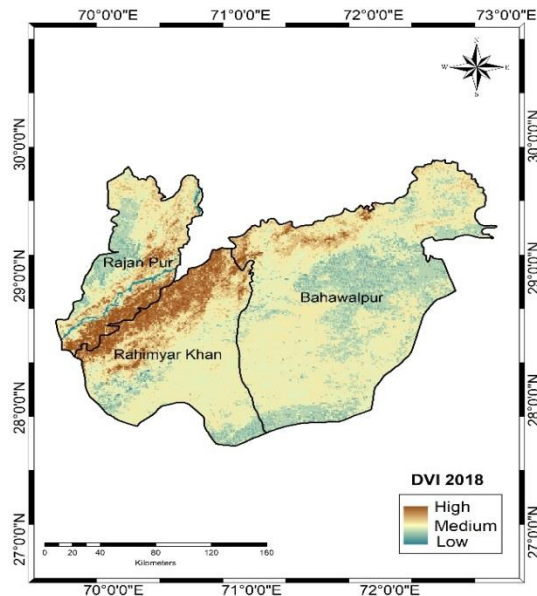 70°0'0"E 71°0'0"E 72°0'0"E 73°0'0"E
N
W E
S
30°0'0"N 30°0'0"N
29°0'0"N 29°0'0"N
28°0'0"N 28°0'0"N
27°0'0"N 27°0'0"N
Rajan Pur
Bahawalpur
Rahimyar Khan
DVI 2018
High
Medium
Low
0 20 40 80 120 160
Kilometers
70°0'0"E 71°0'0"E 72°0'0"E